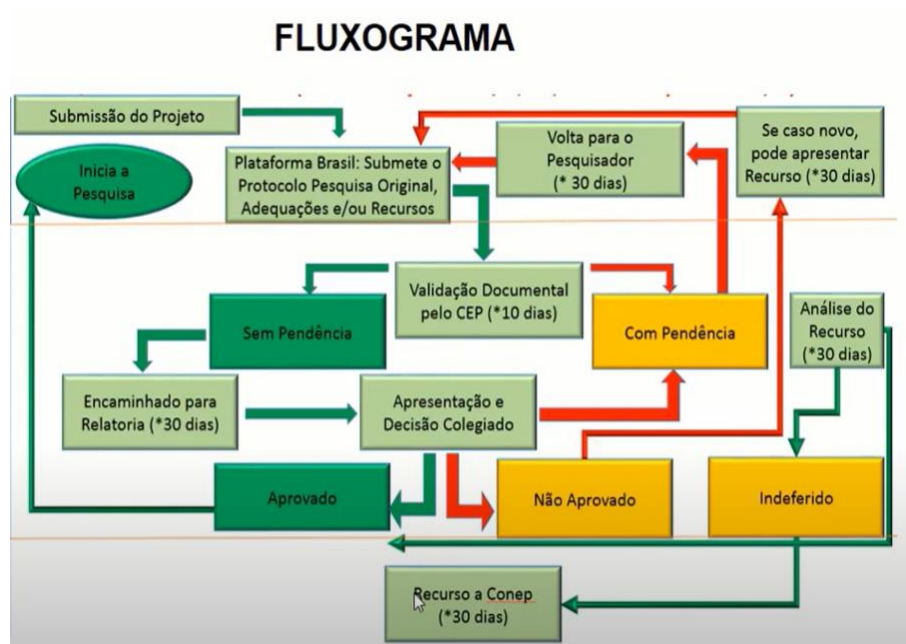 FLUXOGRAMA
Submissão do Projeto
Inicia a
Pesquisa
Plataforma Brasil: Submete o
Protocolo Pesquisa Original,
Adequações e/ou Recursos
Volta para o
Pesquisador
(* 30 dias)
Se caso novo,
pode apresentar
Recurso (*30 dias)
Validação Documental
pelo CEP (*10 dias)
Sem Pendência
Com Pendência
Análise do
Recurso
(*30 dias)
Encaminhado para
Relatoria (*30 dias)
Apresentação e
Decisão Colegiado
Aprovado
Não Aprovado
Indeferido
Recurso a Conep
(*30 dias)